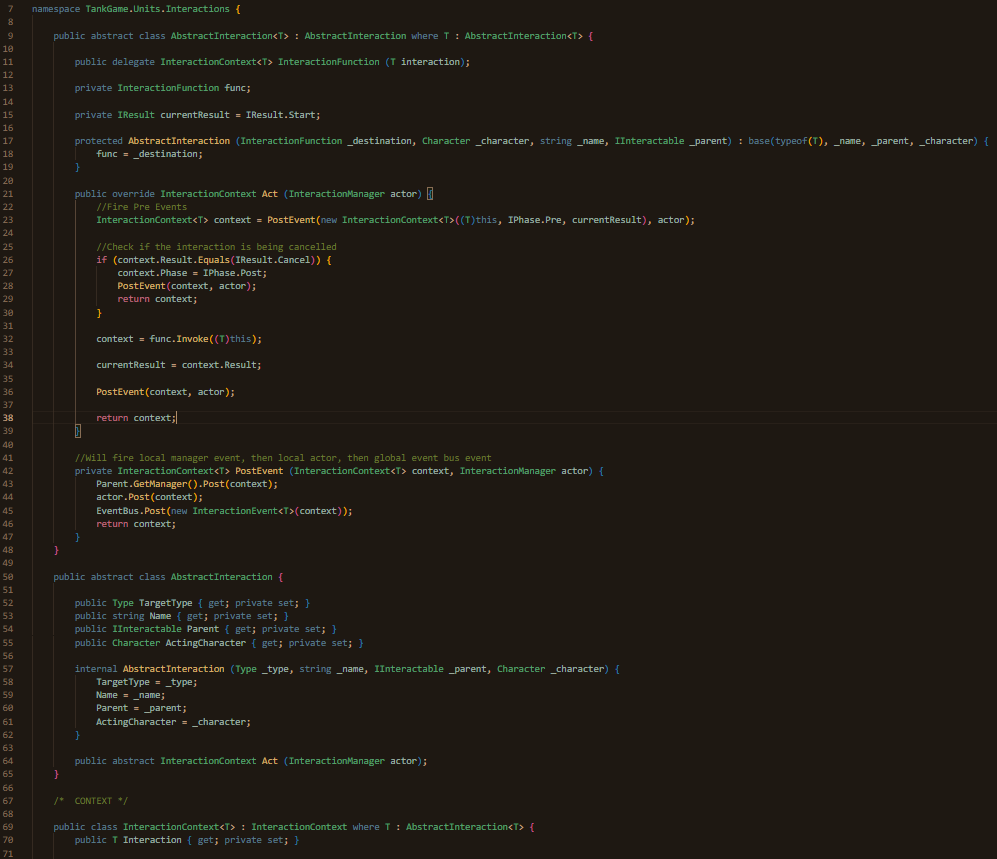 7 namespace TankGame.Units.Interactions {
8
9 public abstract class AbstractInteraction<T> : AbstractInteraction where T : AbstractInteraction<T> {
10
11 public delegate InteractionContext<T> InteractionFunction (T interaction);
12
13 private InteractionFunction func;
14
15 private IResult currentResult = IResult.Start;
16
17 protected AbstractInteraction (InteractionFunction _destination, Character _character, string _name, IInteractable _parent) : base(typeof(T), _name, _parent, _character) {
18 func = _destination;
19 }
20
21 public override InteractionContext Act (InteractionManager actor) {
22 //Fire Pre Events
23 InteractionContext<T> context = PostEvent(new InteractionContext<T>((T)this, IPhase.Pre, currentResult), actor);
24
25 //Check if the interaction is being cancelled
26 if (context.Result.Equals(IResult.Cancel)) {
27 context.Phase = IPhase.Post;
28 PostEvent(context, actor);
29 return context;
30 }
31
32 context = func.Invoke((T)this);
33
34 currentResult = context.Result;
35
36 PostEvent(context, actor);
37
38 return context;
39 }
40
41 //Will fire local manager event, then local actor, then global event bus event
42 private InteractionContext<T> PostEvent (InteractionContext<T> context, InteractionManager actor) {
43 Parent.GetManager().Post(context);
44 actor.Post(context);
45 EventBus.Post(new InteractionEvent<T>(context));
46 return context;
47 }
48 }
49
50 public abstract class AbstractInteraction {
51
52 public Type TargetType { get; private set; }
53 public string Name { get; private set; }
54 public IInteractable Parent { get; private set; }
55 public Character ActingCharacter { get; private set; }
56
57 internal AbstractInteraction (Type _type, string _name, IInteractable _parent, Character _character) {
58 TargetType = _type;
59 Name = _name;
60 Parent = _parent;
61 ActingCharacter = _character;
62 }
63
64 public abstract InteractionContext Act (InteractionManager actor);
65 }
66
67 /* CONTEXT */
68
69 public class InteractionContext<T> : InteractionContext where T : AbstractInteraction<T> {
70 public T Interaction { get; private set; }
71